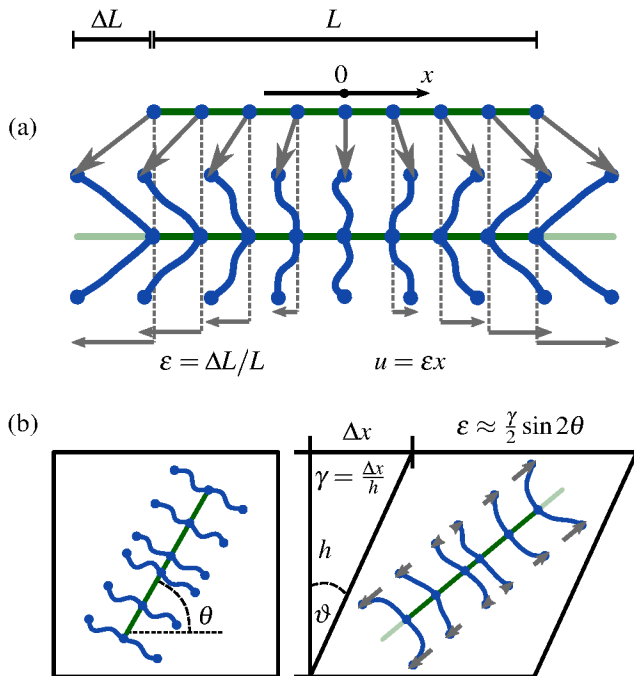 ΔL L
0 x
(a)
ε = ΔL/L u = εx
(b)
Δx ε ≈ γ/2 sin 2θ
γ = Δx/h
h
θ ϑ